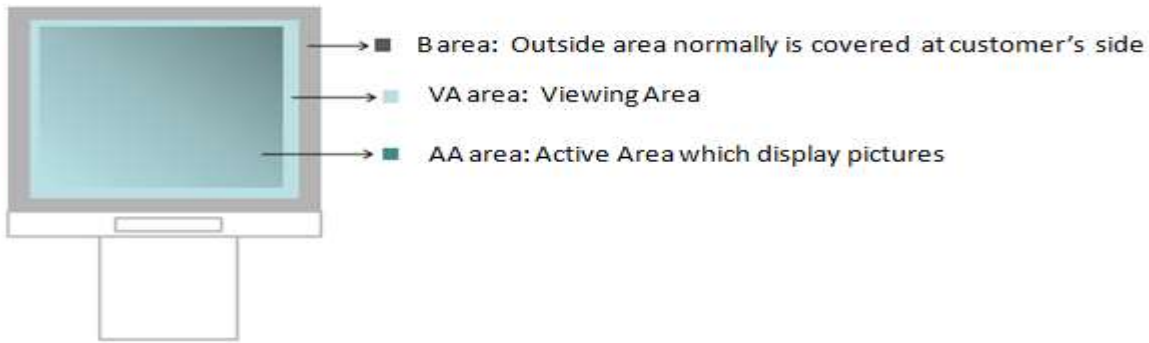 B area: Outside area normally is covered at customer's side
VA area: Viewing Area
AA area: Active Area which display pictures